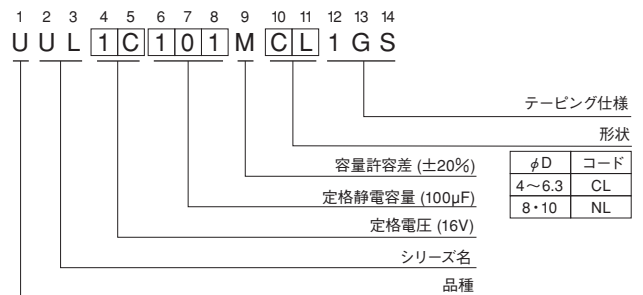 1 2 3 4 5 6 7 8 9 10 11 12 13 14
U U L 1 C 1 0 1 M C L 1 G S
テーピング仕様
形状
容量許容差 (±20%)
定格静電容量 (100µF)
定格電圧 (16V)
シリーズ名
品種
φD コード
4～6.3 CL
8・10 NL